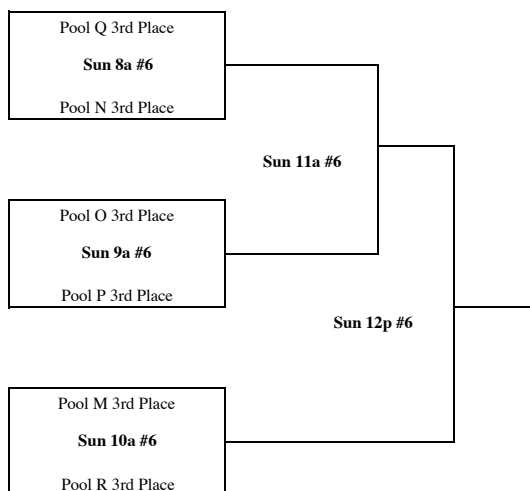 Pool Q 3rd Place
Sun 8a #6
Pool N 3rd Place
Sun 11a #6
Pool O 3rd Place
Sun 9a #6
Pool P 3rd Place
Sun 12p #6
Pool M 3rd Place
Sun 10a #6
Pool R 3rd Place